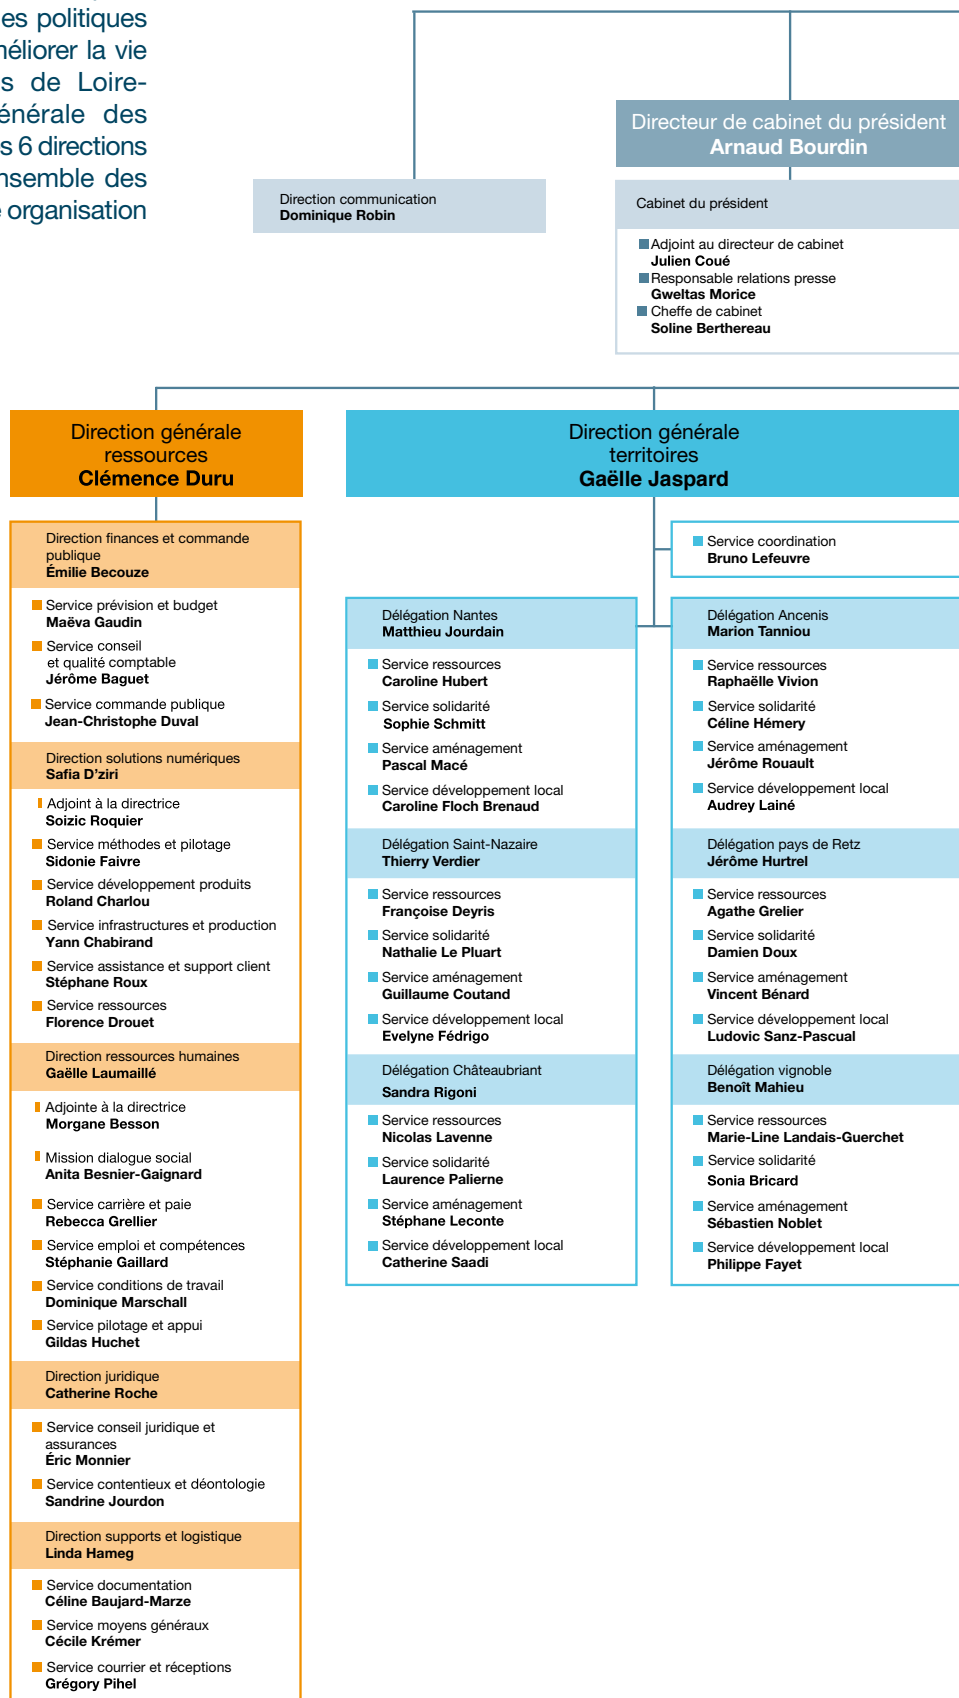 es politiques
méliorer la vie
s de Loire-
énérale des
s 6 directions
nsemble des
organisation
Directeur de cabinet du président
Arnaud Bourdin
Direction communication
Dominique Robin
Cabinet du président
Adjoint au directeur de cabinet
Julien Coué
Responsable relations presse
Gweltas Morice
Cheffe de cabinet
Soline Berthereau
Direction générale
ressources
Clémence Duru
Direction générale
territoires
Gaëlle Jaspard
Direction finances et commande
publique
Émilie Becouze
Service prévision et budget
Maëva Gaudin
Service conseil
et qualité comptable
Jérôme Baguet
Service commande publique
Jean-Christophe Duval
Direction solutions numériques
Safia D'ziri
Adjoint à la directrice
Soizic Roquier
Service méthodes et pilotage
Sidonie Faivre
Service développement produits
Roland Charlou
Service infrastructures et production
Yann Chabirand
Service assistance et support client
Stéphane Roux
Service ressources
Florence Drouet
Direction ressources humaines
Gaëlle Laumaillé
Adjointe à la directrice
Morgane Besson
Mission dialogue social
Anita Besnier-Gaignard
Service carrière et paie
Rebecca Grellier
Service emploi et compétences
Stéphanie Gaillard
Service conditions de travail
Dominique Marschall
Service pilotage et appui
Gildas Huchet
Direction juridique
Catherine Roche
Service conseil juridique et
assurances
Éric Monnier
Service contentieux et déontologie
Sandrine Jourdon
Direction supports et logistique
Linda Hameg
Service documentation
Céline Baujard-Marze
Service moyens généraux
Cécile Krémer
Service courrier et réceptions
Grégory Pihel
Service coordination
Bruno Lefeuvre
Délégation Nantes
Matthieu Jourdain
Service ressources
Caroline Hubert
Service solidarité
Sophie Schmitt
Service aménagement
Pascal Macé
Service développement local
Caroline Floch Brenaud
Délégation Saint-Nazaire
Thierry Verdier
Service ressources
Françoise Deyris
Service solidarité
Nathalie Le Pluart
Service aménagement
Guillaume Coutand
Service développement local
Evelyne Fédrigo
Délégation Châteaubriant
Sandra Rigoni
Service ressources
Nicolas Lavenne
Service solidarité
Laurence Palierne
Service aménagement
Stéphane Leconte
Service développement local
Catherine Saadi
Délégation Ancenis
Marion Tanniou
Service ressources
Raphaëlle Vivion
Service solidarité
Céline Hémery
Service aménagement
Jérôme Rouault
Service développement local
Audrey Lainé
Délégation pays de Retz
Jérôme Hurtrel
Service ressources
Agathe Grelier
Service solidarité
Damien Doux
Service aménagement
Vincent Bénard
Service développement local
Ludovic Sanz-Pascual
Délégation vignoble
Benoît Mahieu
Service ressources
Marie-Line Landais-Guerchet
Service solidarité
Sonia Bricard
Service aménagement
Sébastien Noblet
Service développement local
Philippe Fayet